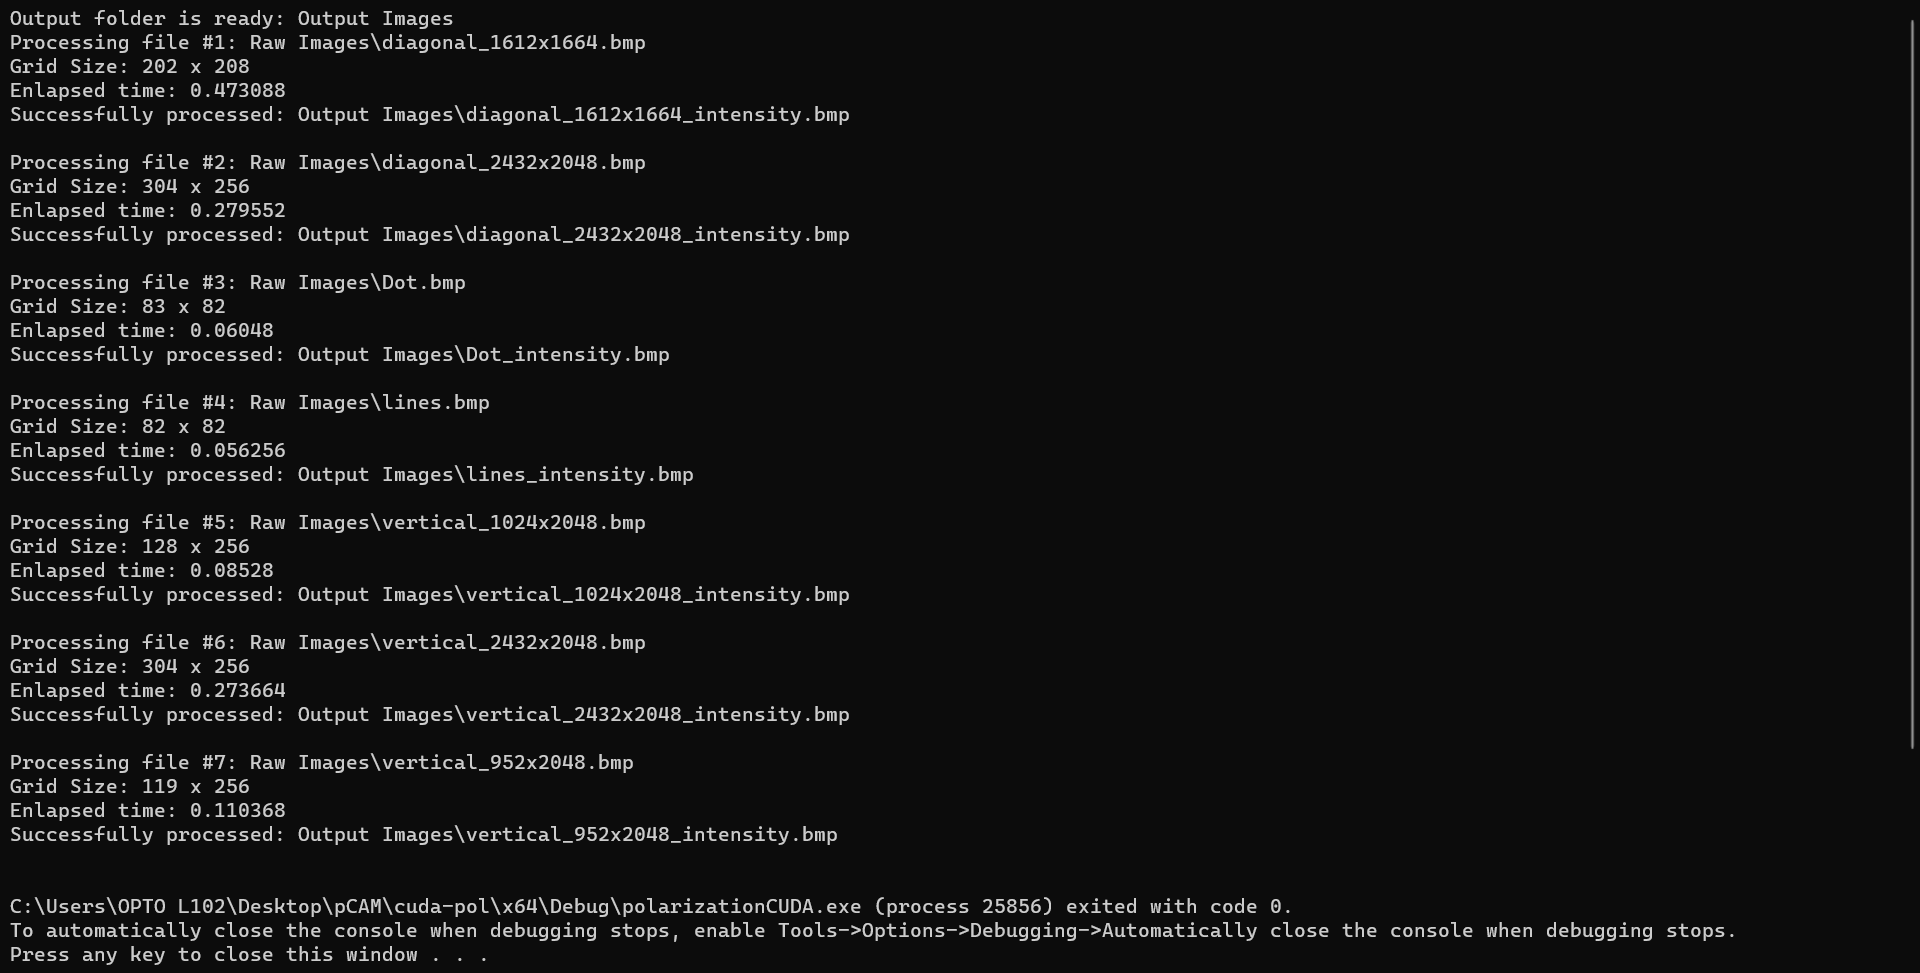 Output folder is ready: Output Images
Processing file #1: Raw Images\diagonal_1612x1664.bmp
Grid Size: 202 x 208
Enlapsed time: 0.473088
Successfully processed: Output Images\diagonal_1612x1664_intensity.bmp

Processing file #2: Raw Images\diagonal_2432x2048.bmp
Grid Size: 304 x 256
Enlapsed time: 0.279552
Successfully processed: Output Images\diagonal_2432x2048_intensity.bmp

Processing file #3: Raw Images\Dot.bmp
Grid Size: 83 x 82
Enlapsed time: 0.06048
Successfully processed: Output Images\Dot_intensity.bmp

Processing file #4: Raw Images\lines.bmp
Grid Size: 82 x 82
Enlapsed time: 0.056256
Successfully processed: Output Images\lines_intensity.bmp

Processing file #5: Raw Images\vertical_1024x2048.bmp
Grid Size: 128 x 256
Enlapsed time: 0.08528
Successfully processed: Output Images\vertical_1024x2048_intensity.bmp

Processing file #6: Raw Images\vertical_2432x2048.bmp
Grid Size: 304 x 256
Enlapsed time: 0.273664
Successfully processed: Output Images\vertical_2432x2048_intensity.bmp

Processing file #7: Raw Images\vertical_952x2048.bmp
Grid Size: 119 x 256
Enlapsed time: 0.110368
Successfully processed: Output Images\vertical_952x2048_intensity.bmp

C:\Users\OPTO L102\Desktop\pCAM\cuda-pol\x64\Debug\polarizationCUDA.exe (process 25856) exited with code 0.
To automatically close the console when debugging stops, enable Tools->Options->Debugging->Automatically close the console when debugging stops.
Press any key to close this window . . .